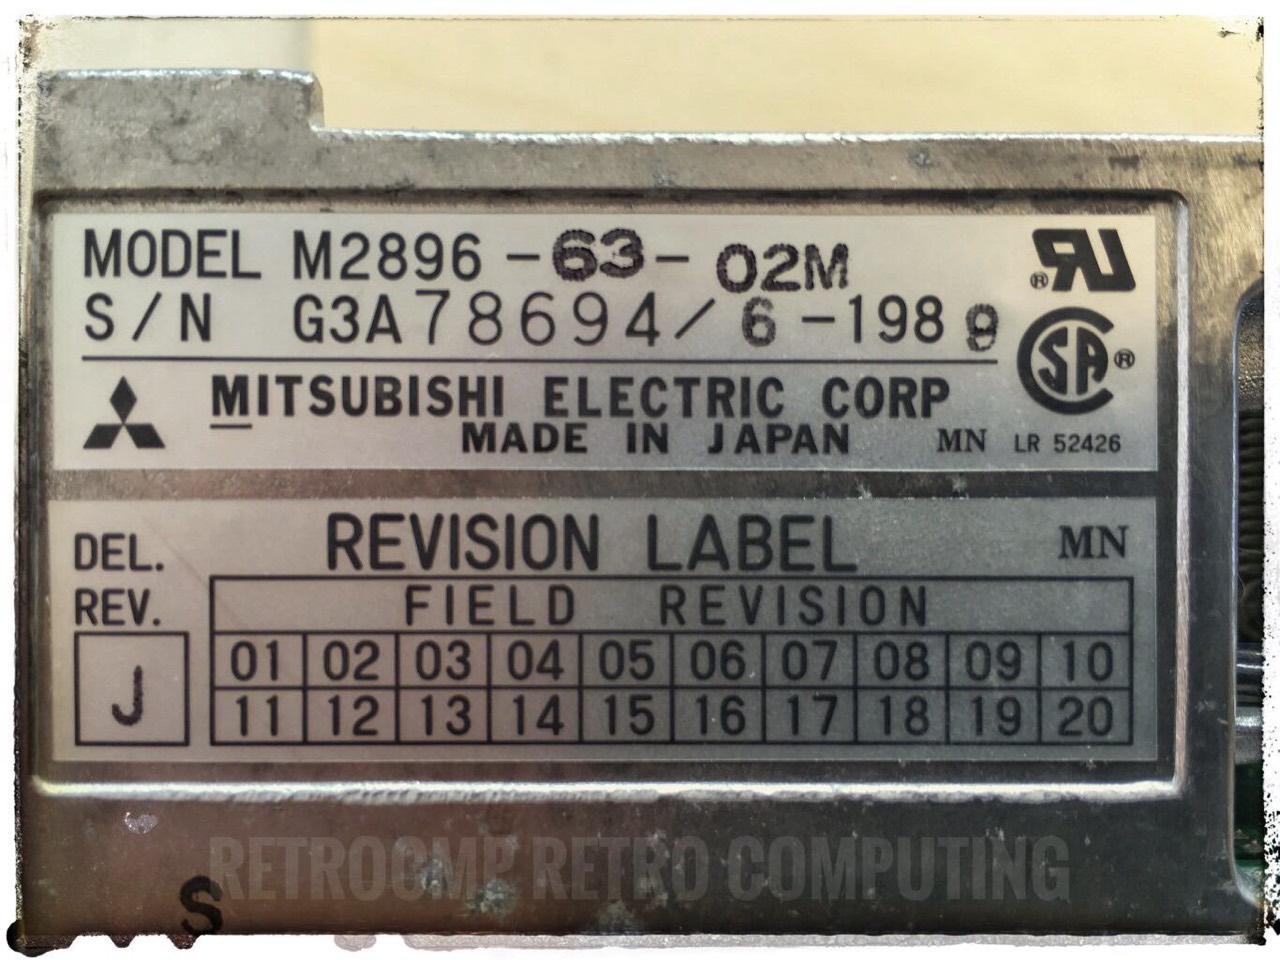 MODEL M2896-63-02M
S/N G3A78694/6-1989
MITSUBISHI ELECTRIC CORP
MADE IN JAPAN MN LR 52426
SA®
DEL. REVISION LABEL MN
REV. FIELD REVISION
01 02 03 04 05 06 07 08 09 10
J
11 12 13 14 15 16 17 18 19 20
RETROCMP RETRO COMPUTING
S